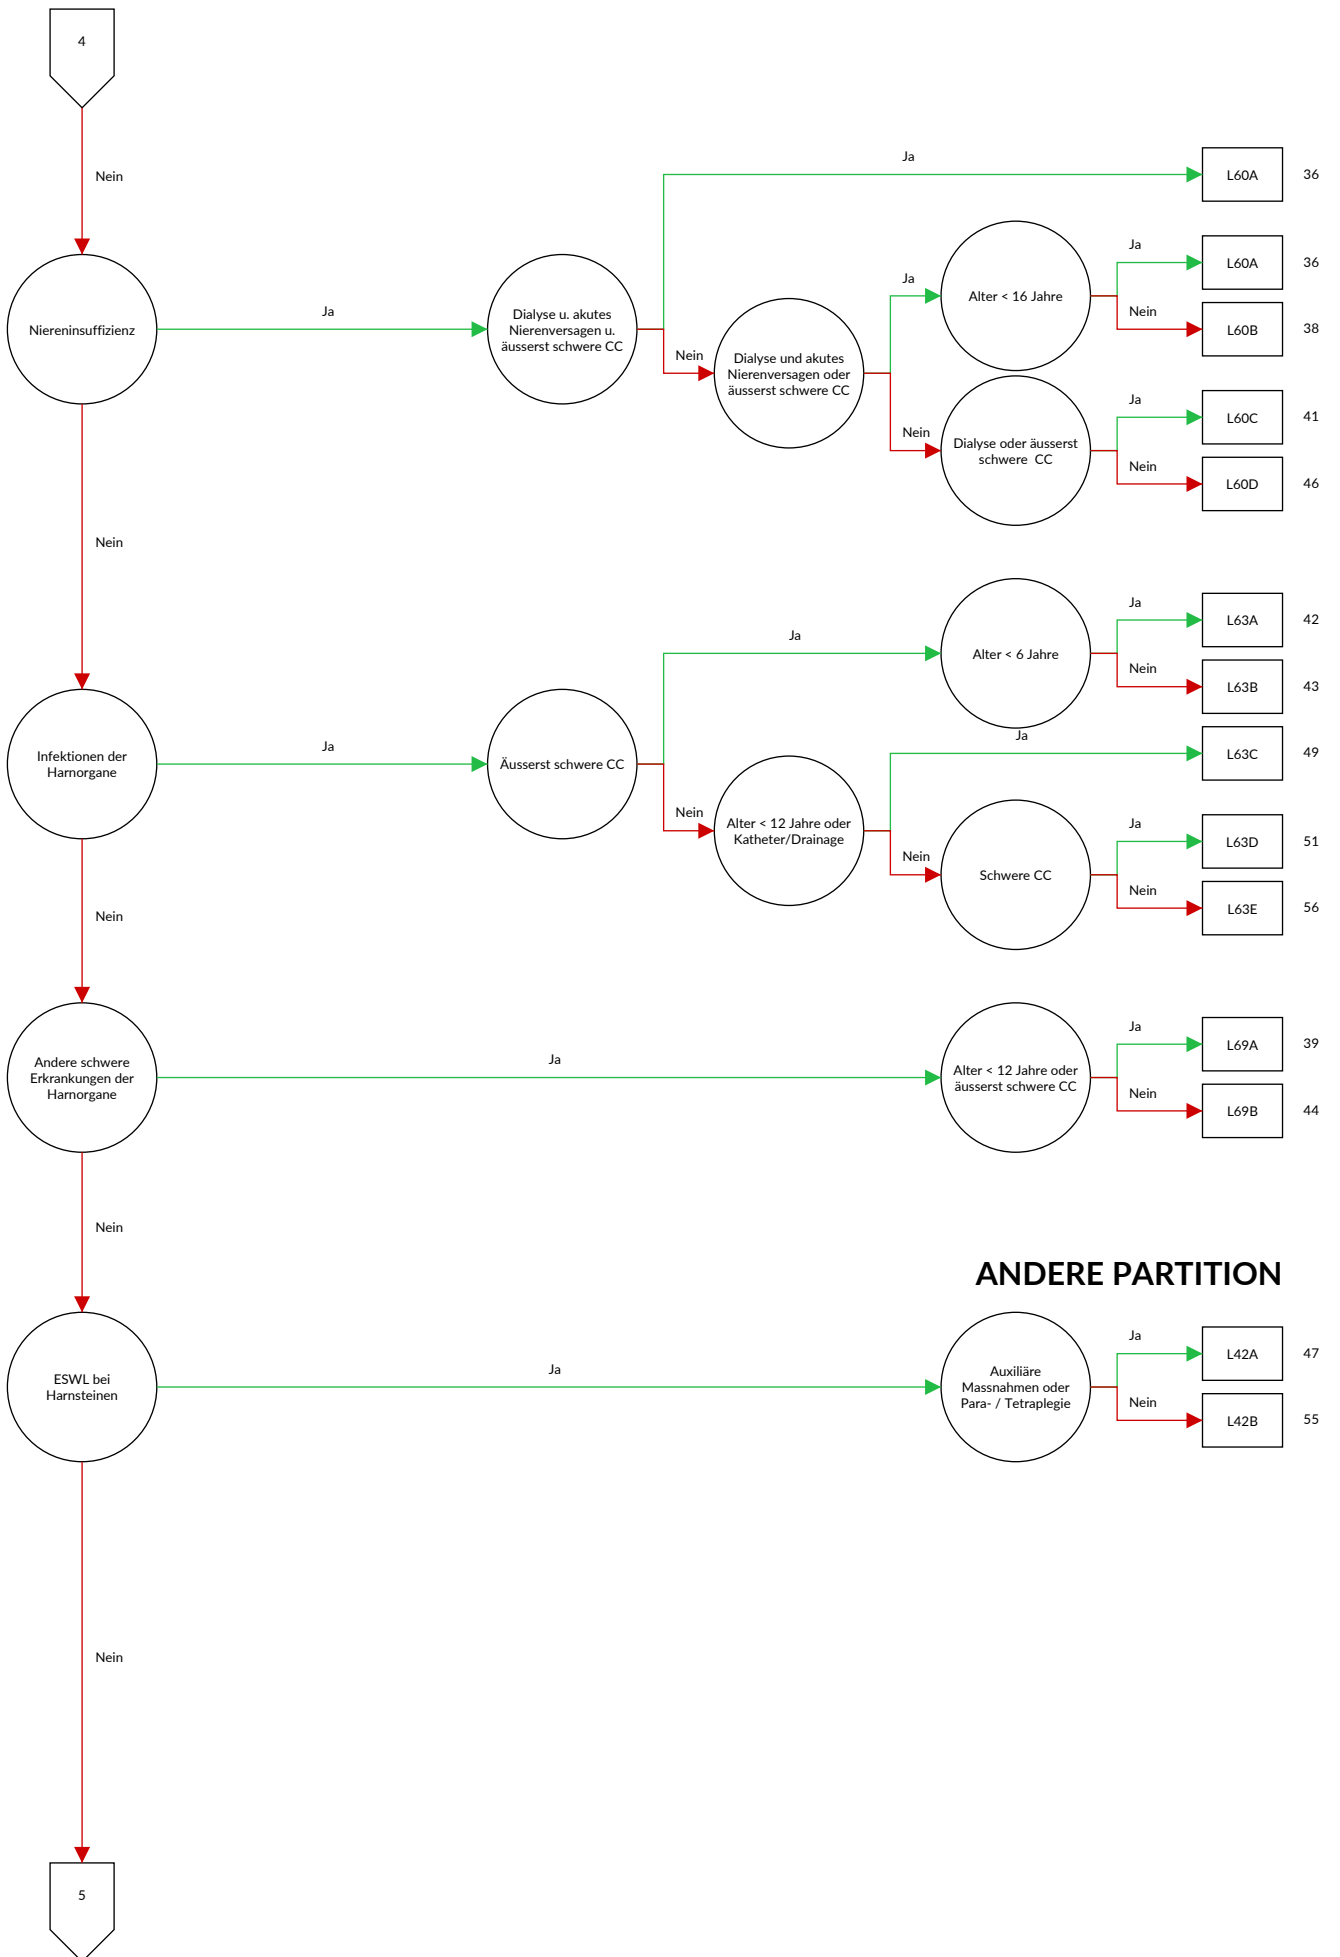 4
Nein
Niereninsuffizienz
Ja
Dialyse u. akutes
Nierenversagen u.
äusserst schwere CC
Ja
L60A
36
Nein
Dialyse und akutes
Nierenversagen oder
äusserst schwere CC
Ja
Alter < 16 Jahre
Ja
L60A
36
Nein
L60B
38
Nein
Dialyse oder äusserst
schwere CC
Ja
L60C
41
Nein
L60D
46
Nein
Infektionen der
Harnorgane
Ja
Äusserst schwere CC
Ja
Alter < 6 Jahre
Ja
L63A
42
Nein
L63B
43
Nein
Alter < 12 Jahre oder
Katheter/Drainage
Ja
L63C
49
Nein
Schwere CC
Ja
L63D
51
Nein
L63E
56
Nein
Andere schwere
Erkrankungen der
Harnorgane
Ja
Alter < 12 Jahre oder
äusserst schwere CC
Ja
L69A
39
Nein
L69B
44
Nein
ANDERE PARTITION
ESWL bei
Harnsteinen
Ja
Auxiliäre
Massnahmen oder
Para- / Tetraplegie
Ja
L42A
47
Nein
L42B
55
Nein
5